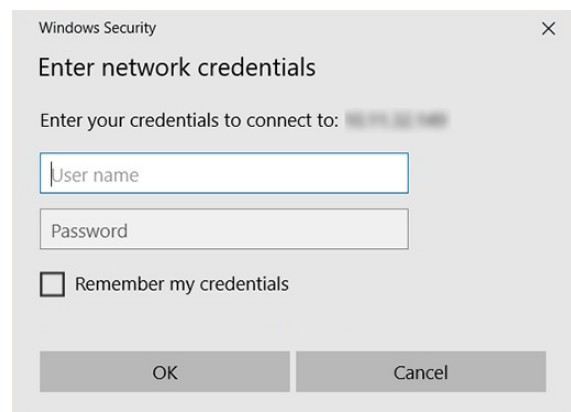 Windows Security
Enter network credentials
Enter your credentials to connect to:
User name
Password
Remember my credentials
OK
Cancel